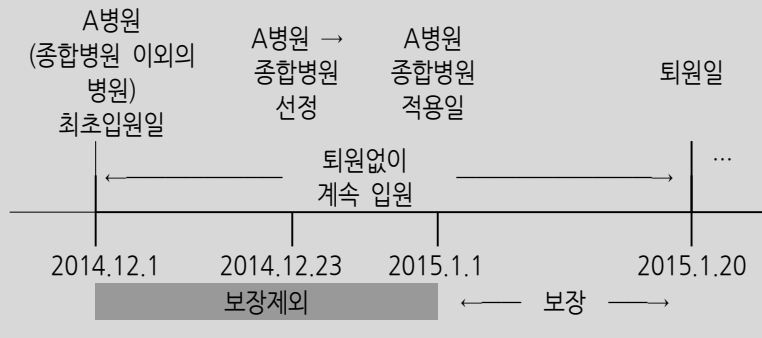 A병원
(종합병원 이외의
병원)
최초입원일
A병원 →
종합병원
선정
A병원
종합병원
적용일
퇴원일
← 퇴원없이 →
계속 입원
…
2014.12.1
2014.12.23
2015.1.1
2015.1.20
보장제외
← 보장 →